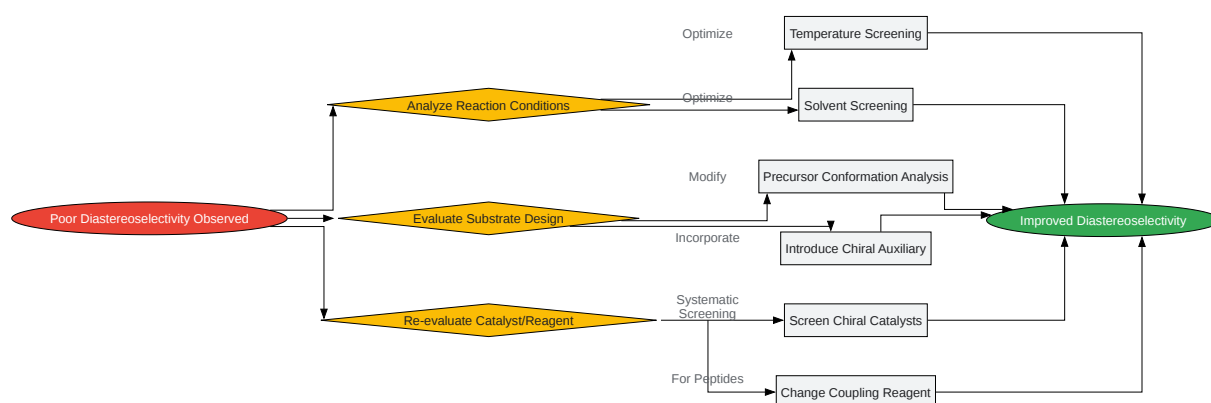 Optimize
Temperature Screening
Analyze Reaction Conditions
Optimize
Solvent Screening
Modify
Precursor Conformation Analysis
Poor Diastereoselectivity Observed
Evaluate Substrate Design
Improved Diastereoselectivity
Incorporate
Introduce Chiral Auxiliary
Systematic
Screening
Re-evaluate Catalyst/Reagent
Screen Chiral Catalysts
For Peptides
Change Coupling Reagent